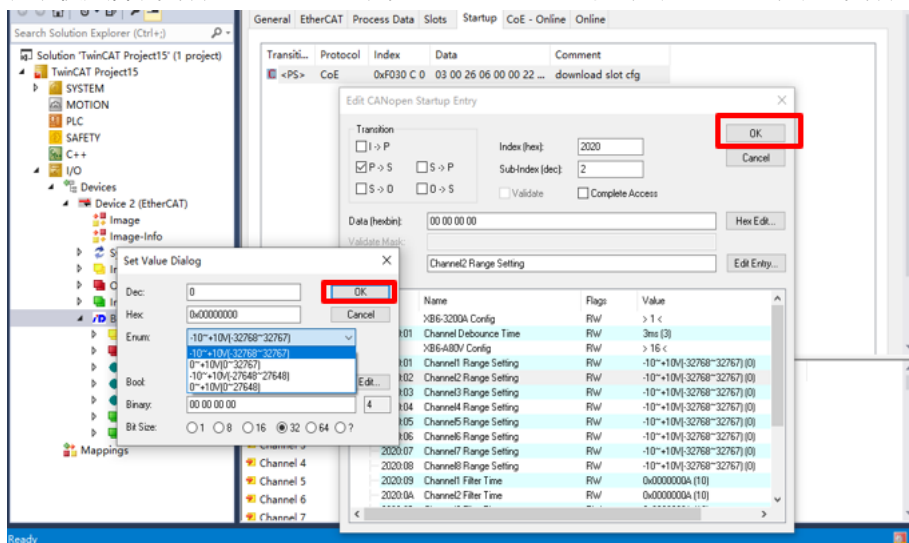 General EtherCAT Process Data Slots Startup CoE - Online Online
Search Solution Explorer (Ctrl+;)
Solution 'TwinCAT Project15' (1 project)
TwinCAT Project15
SYSTEM
MOTION
PLC
SAFETY
C++
I/O
Devices
Device 2 (EtherCAT)
Image
Image-Info
Mappings
Transiti... Protocol Index Data Comment
<PS> CoE 0xF030 C 0 03 00 26 06 00 00 22 ... download slot cfg
Edit CANopen Startup Entry
Transition
I -> P
P -> S
S -> P
S -> O
O -> S
Index (hex): 2020
Sub-Index (dec): 2
Validate
Complete Access
OK
Cancel
Data (hexbin): 00 00 00 00
Hex Edit...
Validate Mask:
Channel2 Range Setting
Edit Entry...
Name Flags Value
XB6-3200A Config RW > 1 <
:01 Channel Debounce Time RW 3ms (3)
XB6-A80V Config RW > 16 <
:01 Channel1 Range Setting RW -10~+10V(-32768~32767) (0)
:02 Channel2 Range Setting RW -10~+10V(-32768~32767) (0)
:03 Channel3 Range Setting RW -10~+10V(-32768~32767) (0)
:04 Channel4 Range Setting RW -10~+10V(-32768~32767) (0)
:05 Channel5 Range Setting RW -10~+10V(-32768~32767) (0)
:06 Channel6 Range Setting RW -10~+10V(-32768~32767) (0)
2020:07 Channel7 Range Setting RW -10~+10V(-32768~32767) (0)
2020:08 Channel8 Range Setting RW -10~+10V(-32768~32767) (0)
2020:09 Channel1 Filter Time RW 0x0000000A (10)
2020:0A Channel2 Filter Time RW 0x0000000A (10)
Set Value Dialog
Dec: 0
OK
Hex: 0x00000000
Cancel
Enum: -10~+10V(-32768~32767)
-10~+10V(-32768~32767)
0~+10V(0~32767)
-10~+10V(-27648~27648)
0~+10V(0~27648)
Bool:
Edit...
Binary: 00 00 00 00 4
Bit Size: 1 8 16 32 64 ?
Channel 4
Channel 5
Channel 6
Channel 7
Ready